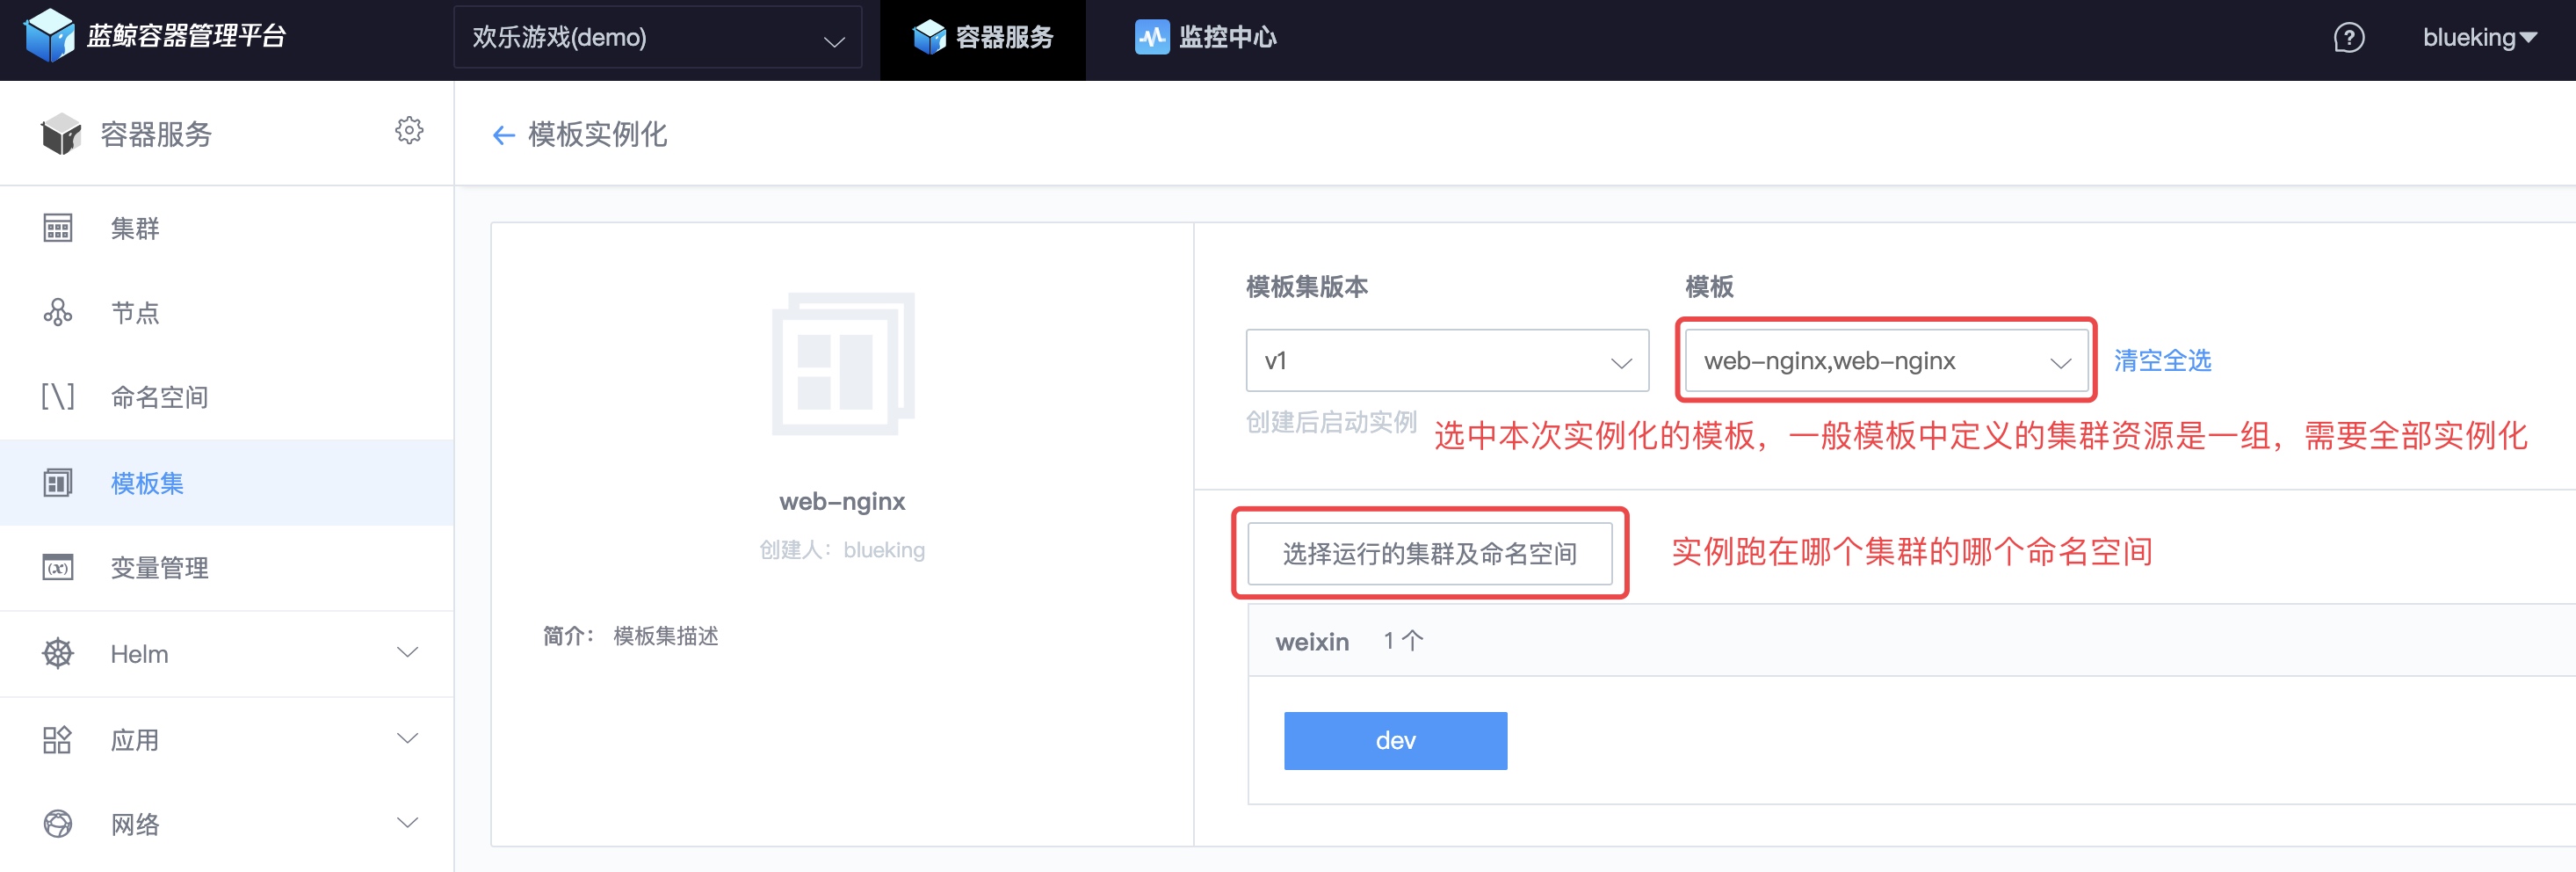 蓝鲸容器管理平台
欢乐游戏(demo)
容器服务
监控中心
blueking
容器服务
模板实例化
集群
节点
命名空间
模板集
变量管理
Helm
应用
网络
web-nginx
创建人：blueking
简介： 模板集描述
模板集版本
模板
v1
web-nginx,web-nginx
清空全选
创建后启动实例
选中本次实例化的模板，一般模板中定义的集群资源是一组，需要全部实例化
选择运行的集群及命名空间
实例跑在哪个集群的哪个命名空间
weixin 1 个
dev